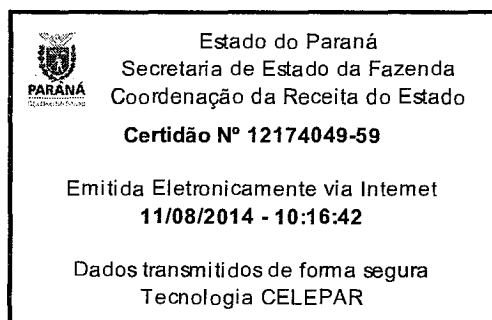 Estado do Paraná
Secretaria de Estado da Fazenda
PARANÁ
Coordenação da Receita do Estado
Certidão Nº 12174049-59
Emitida Eletronicamente via Internet
11/08/2014 - 10:16:42
Dados transmitidos de forma segura
Tecnologia CELEPAR